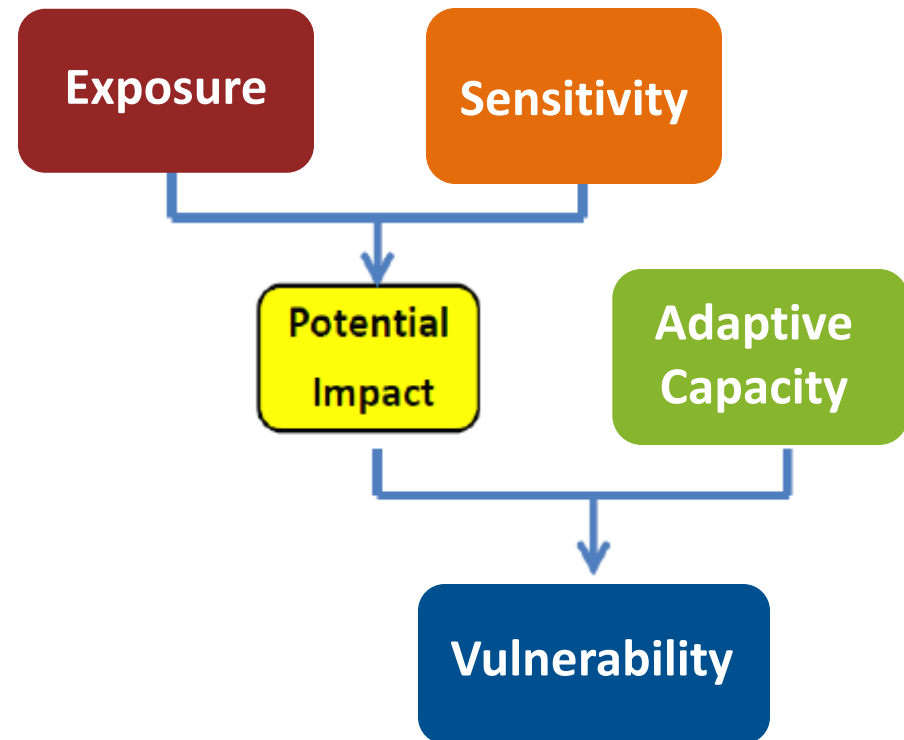 Exposure
Sensitivity
Potential
Impact
Adaptive
Capacity
Vulnerability